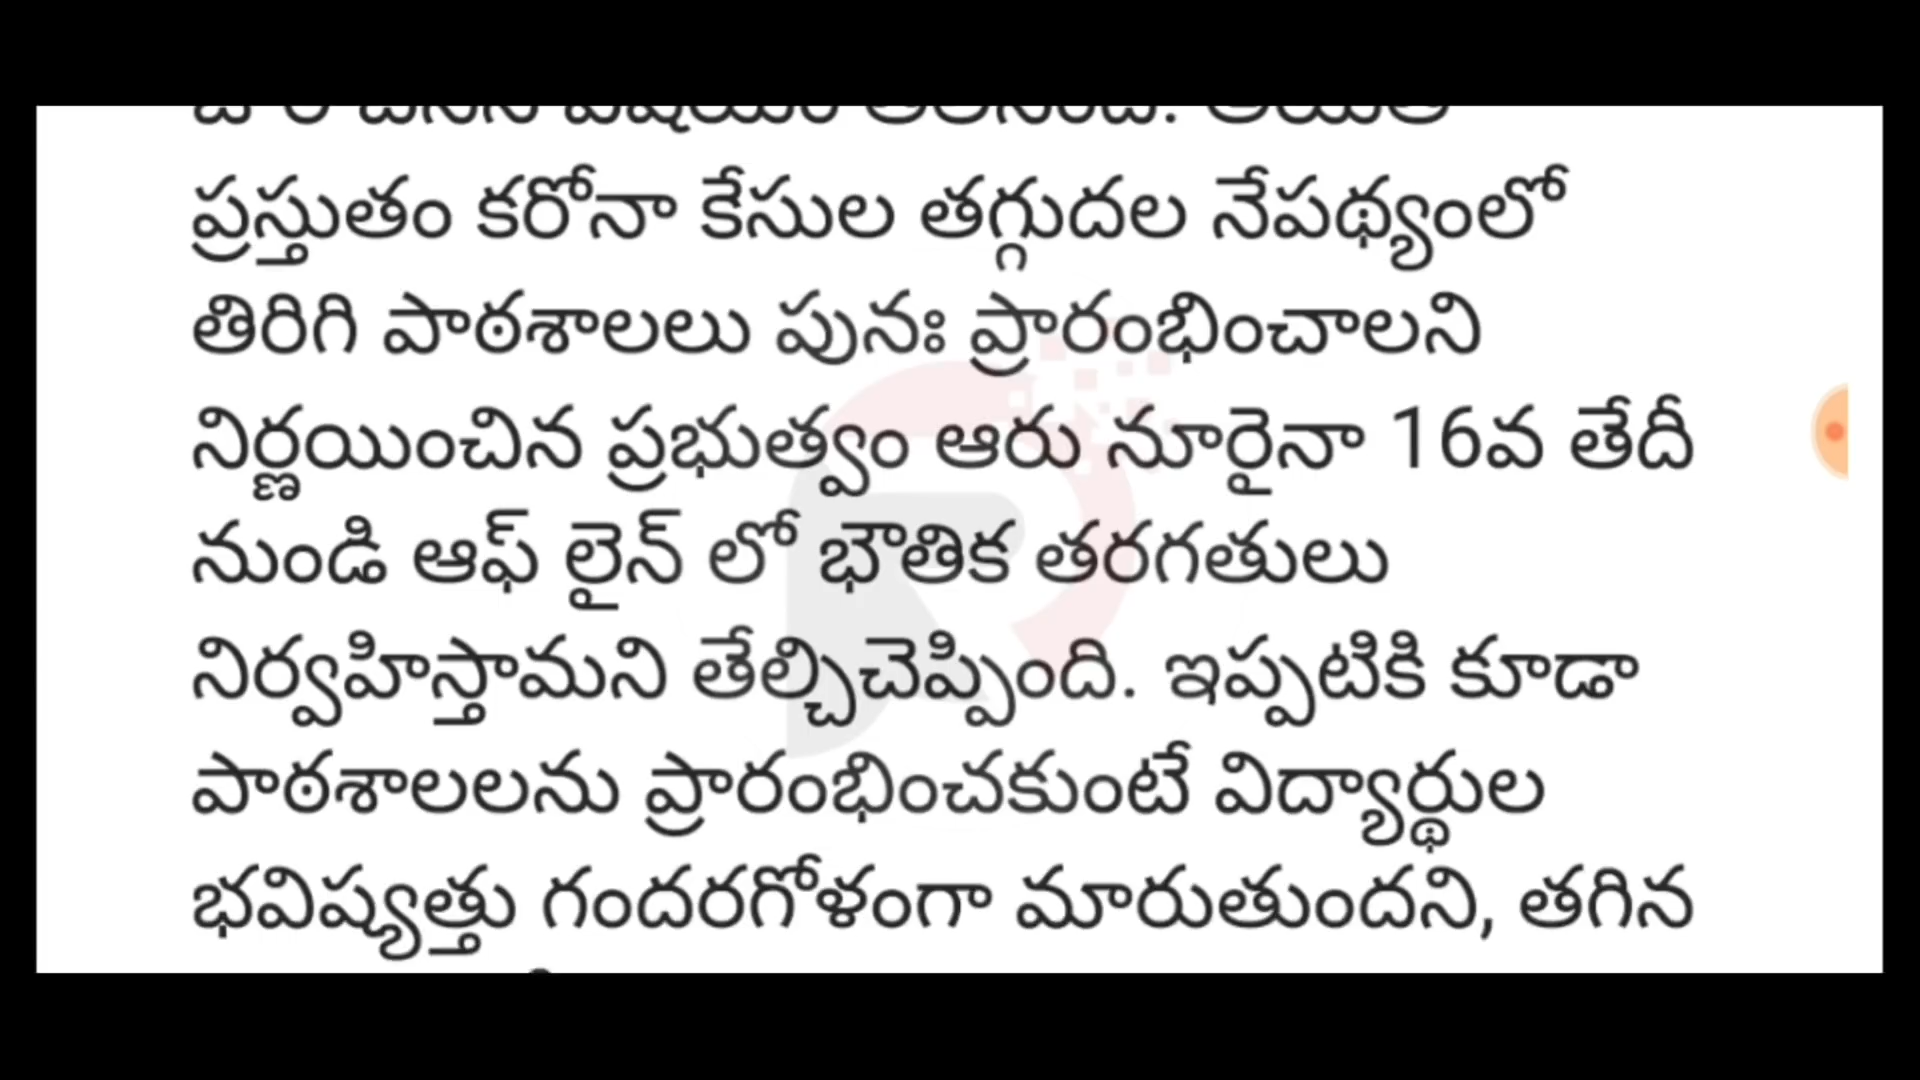 ప్రస్తుతం కరోనా కేసుల తగ్గుదల నేపథ్యంలో
తిరిగి పాఠశాలలు పునః ప్రారంభించాలని
నిర్ణయించిన ప్రభుత్వం ఆరు నూరైనా 16వ తేదీ
నుండి ఆఫ్ లైన్ లో భౌతిక తరగతులు
నిర్వహిస్తామని తేల్చిచెప్పింది. ఇప్పటికి కూడా
పాఠశాలలను ప్రారంభించకుంటే విద్యార్థుల
భవిష్యత్తు గందరగోళంగా మారుతుందని, తగిన